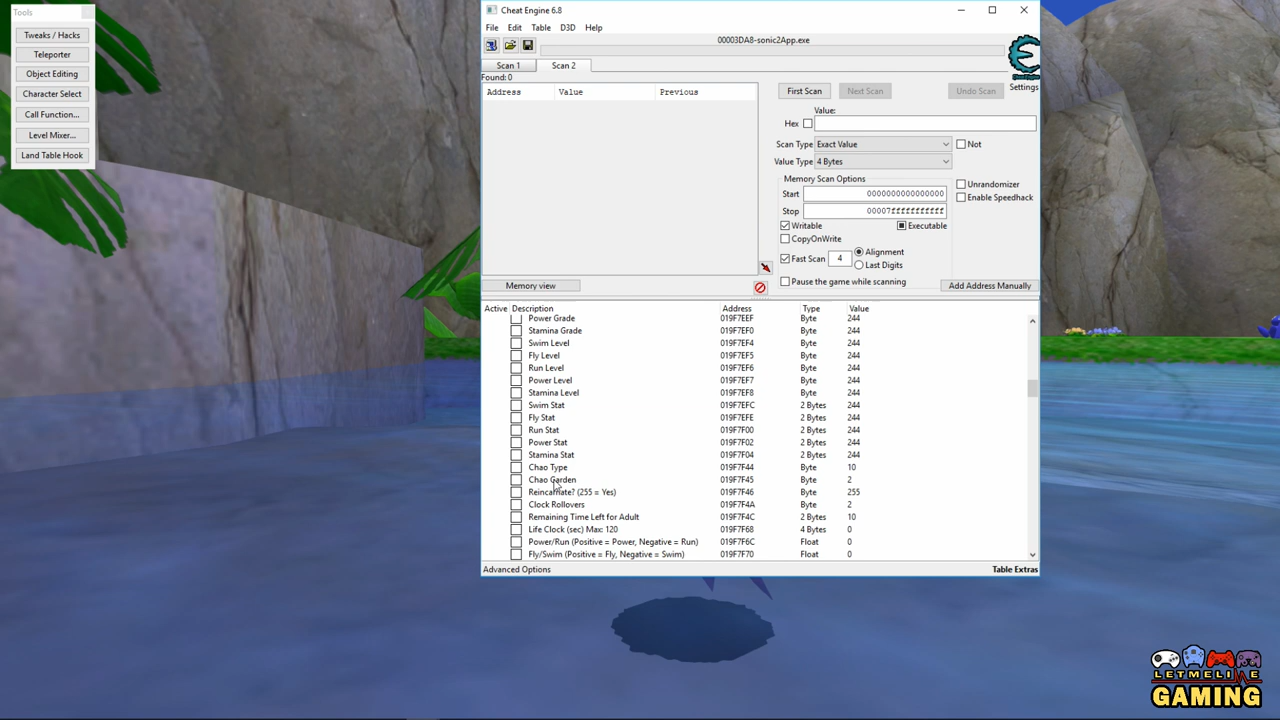 Tools
Tweaks / Hacks
Teleporter
Object Editing
Character Select
Call Function...
Level Mixer...
Land Table Hook
Cheat Engine 6.8
File Edit Table D3D Help
00003DA8-sonic2App.exe
Scan 1 Scan 2
Found: 0
Address Value Previous
First Scan Next Scan Undo Scan
Settings
Value:
Hex
Scan Type Exact Value Not
Value Type 4 Bytes
Memory Scan Options
Start 0000000000000000
Stop 00007fffffffffff
Unrandomizer
Enable Speedhack
Writable Executable
CopyOnWrite
Fast Scan 4 Alignment
Last Digits
Pause the game while scanning
Memory view Add Address Manually
Active Description Address Type Value
Power Grade 019F7EEF Byte 244
Stamina Grade 019F7EF0 Byte 244
Swim Level 019F7EF4 Byte 244
Fly Level 019F7EF5 Byte 244
Run Level 019F7EF6 Byte 244
Power Level 019F7EF7 Byte 244
Stamina Level 019F7EF8 Byte 244
Swim Stat 019F7EFC 2 Bytes 244
Fly Stat 019F7EFE 2 Bytes 244
Run Stat 019F7F00 2 Bytes 244
Power Stat 019F7F02 2 Bytes 244
Stamina Stat 019F7F04 2 Bytes 244
Chao Type 019F7F44 Byte 10
Chao Garden 019F7F45 Byte 2
Reincarnate? (255 = Yes) 019F7F46 Byte 255
Clock Rollovers 019F7F4A Byte 2
Remaining Time Left for Adult 019F7F4C 2 Bytes 10
Life Clock (sec) Max: 120 019F7F68 4 Bytes 0
Power/Run (Positive = Power, Negative = Run) 019F7F6C Float 0
Fly/Swim (Positive = Fly, Negative = Swim) 019F7F70 Float 0
Advanced Options Table Extras
LETMELIVE
GAMING